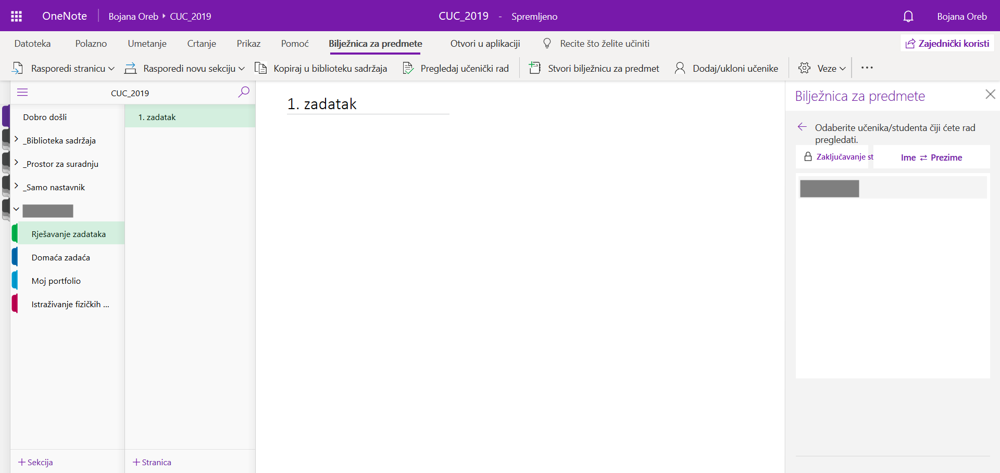 OneNote Bojana Oreb CUC_2019 CUC_2019 - Spremljeno Bojana Oreb
Datoteka Polazno Umetanje Crtanje Prikaz Pomoć Bilježnica za predmete Otvori u aplikaciji Recite što želite učiniti Zajednički koristi
Rasporedi stranicu Rasporedi novu sekciju Kopiraj u biblioteku sadržaja Pregledaj učenički rad Stvori bilježnicu za predmet Dodaj/ukloni učenike Veze ...
CUC_2019
Dobro došli
_Biblioteka sadržaja
_Prostor za suradnju
_Samo nastavnik
Rješavanje zadataka
Domaća zadaća
Moj portfolio
Istraživanje fizičkih ...
+ Sekcija
1. zadatak
+ Stranica
1. zadatak
Bilježnica za predmete
Odaberite učenika/studenta čiji ćete rad
pregledati.
Zaključavanje st
Ime ⇄ Prezime